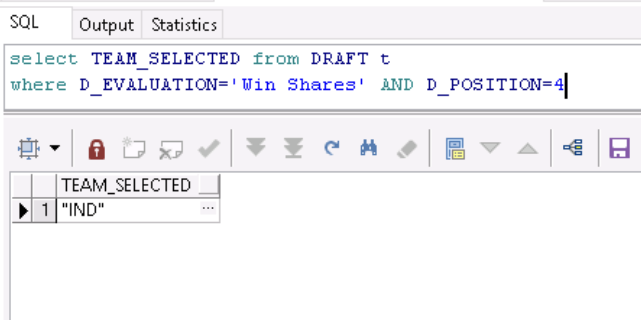 SQL Output Statistics
select TEAM_SELECTED from DRAFT t
where D_EVALUATION='Win Shares' AND D_POSITION=4
TEAM_SELECTED
1 "IND" ...